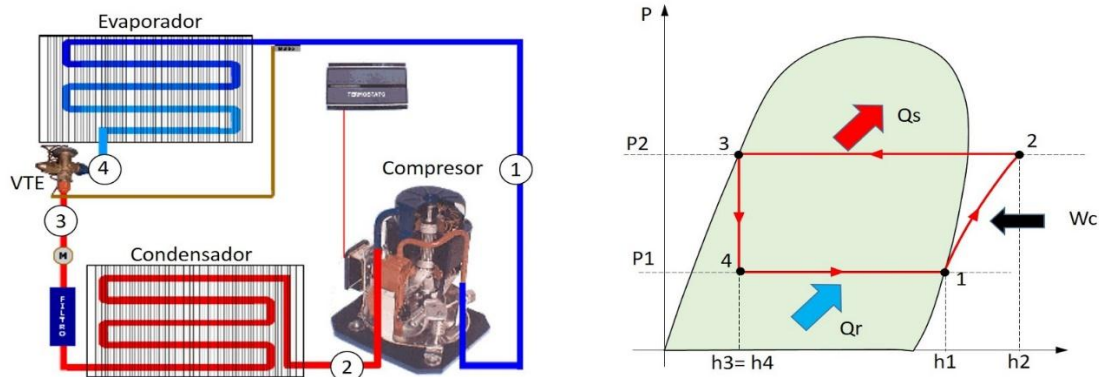 Evaporador
TERMOSTATO
4
VTE
3
M
FILTRO
Condensador
Compresor
1
2
P
Qs
P2
3
2
Wc
P1
4
1
Qr
h3= h4
h1
h2